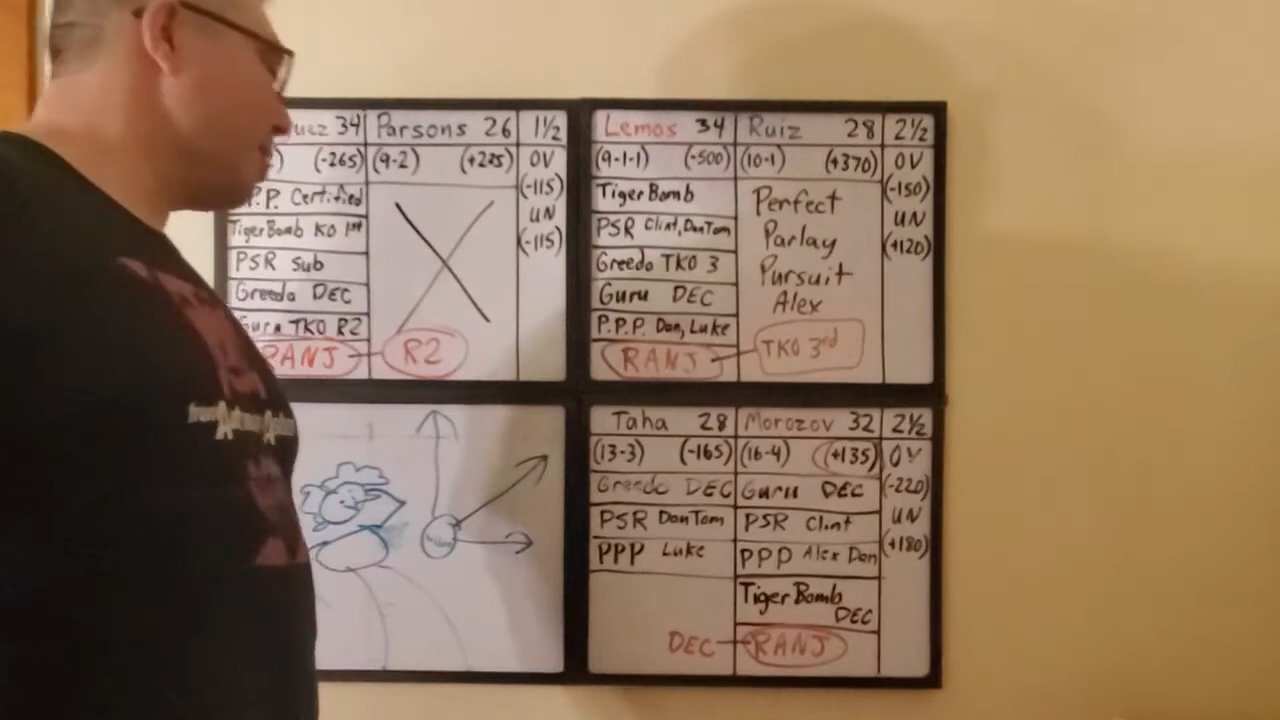 34 Parsons 26 1½
(-265) (9-2) (+225) OV
(-115)
UN
(-115)
P.P. Certified
TigerBomb KO 1st
PSR Sub
Greedo DEC
Guru TKO R2
RANJ R2
Lemos 34 Ruiz 28 2½
(9-1-1) (-500) (10-1) (+370) OV
(-150)
UN
(+120)
TigerBomb
PSR Clint, DanTom
Greedo TKO 3
Guru DEC
P.P.P. Dan, Luke
RANJ
Perfect
Parlay
Pursuit
Alex
TKO 3rd
Taha 28 Morozov 32 2½
(13-3) (-165) (16-4) (+135) OV
(-220)
UN
(+180)
Greedo DEC
PSR DanTom
PPP Luke
Guru DEC
PSR Clint
PPP Alex Dan
TigerBomb
DEC
DEC RANJ